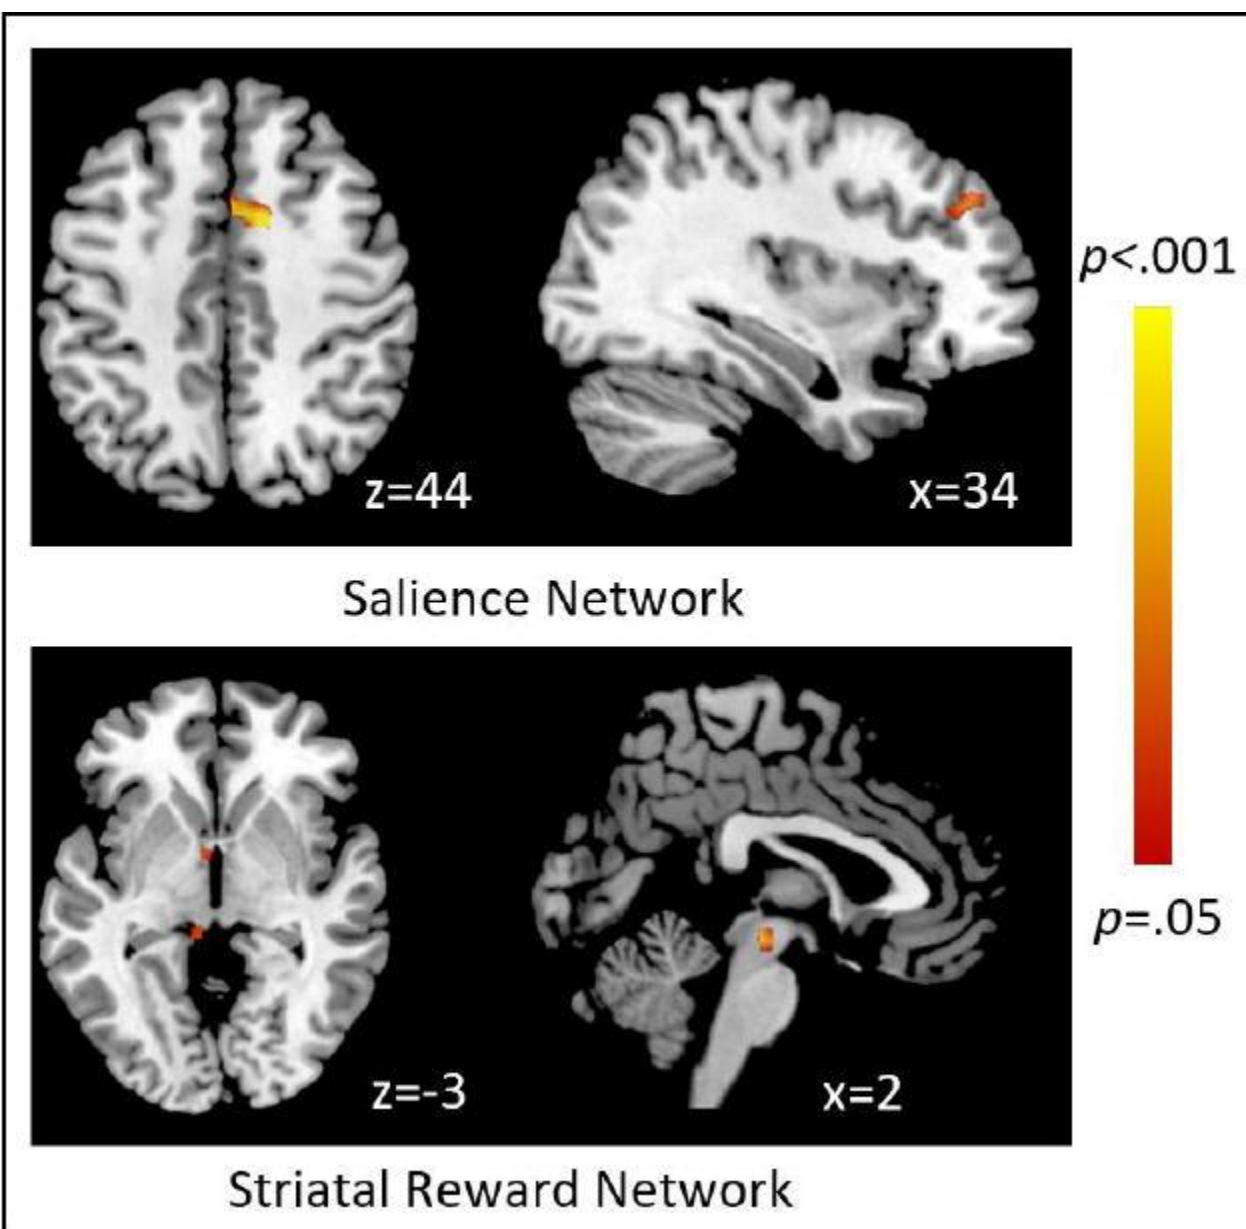 z=44
x=34
p<.001
Salience Network
p=.05
z=-3
x=2
Striatal Reward Network